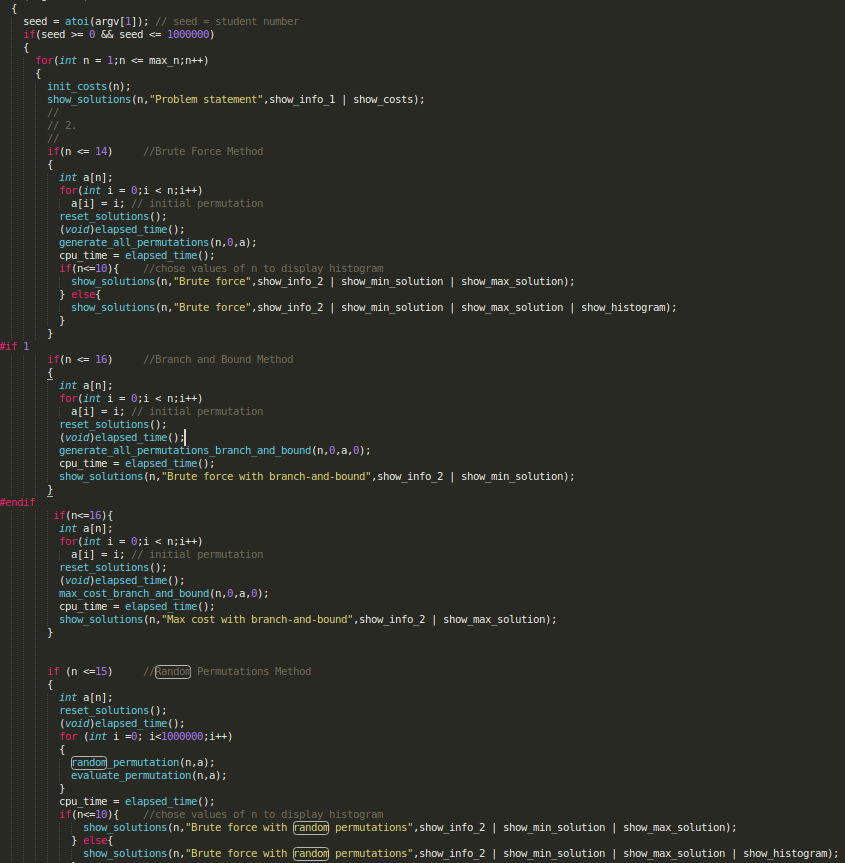 {
seed = atoi(argv[1]); // seed = student number
if(seed >= 0 && seed <= 1000000)
{
for(int n = 1;n <= max_n;n++)
{
init_costs(n);
show_solutions(n,"Problem statement",show_info_1 | show_costs);
//
// 2.
//
if(n <= 14) //Brute Force Method
{
int a[n];
for(int i = 0;i < n;i++)
a[i] = i; // initial permutation
reset_solutions();
(void)elapsed_time();
generate_all_permutations(n,0,a);
cpu_time = elapsed_time();
if(n<=10){ //chose values of n to display histogram
show_solutions(n,"Brute force",show_info_2 | show_min_solution | show_max_solution);
} else{
show_solutions(n,"Brute force",show_info_2 | show_min_solution | show_max_solution | show_histogram);
}
}
#if 1
if(n <= 16) //Branch and Bound Method
{
int a[n];
for(int i = 0;i < n;i++)
a[i] = i; // initial permutation
reset_solutions();
(void)elapsed_time();
generate_all_permutations_branch_and_bound(n,0,a,0);
cpu_time = elapsed_time();
show_solutions(n,"Brute force with branch-and-bound",show_info_2 | show_min_solution);
}
#endif
if(n<=16){
int a[n];
for(int i = 0;i < n;i++)
a[i] = i; // initial permutation
reset_solutions();
(void)elapsed_time();
max_cost_branch_and_bound(n,0,a,0);
cpu_time = elapsed_time();
show_solutions(n,"Max cost with branch-and-bound",show_info_2 | show_max_solution);
}
if (n <=15) //Random Permutations Method
{
int a[n];
reset_solutions();
(void)elapsed_time();
for (int i =0; i<1000000;i++)
{
random_permutation(n,a);
evaluate_permutation(n,a);
}
cpu_time = elapsed_time();
if(n<=10){ //chose values of n to display histogram
show_solutions(n,"Brute force with random permutations",show_info_2 | show_min_solution | show_max_solution);
} else{
show_solutions(n,"Brute force with random permutations",show_info_2 | show_min_solution | show_max_solution | show_histogram);